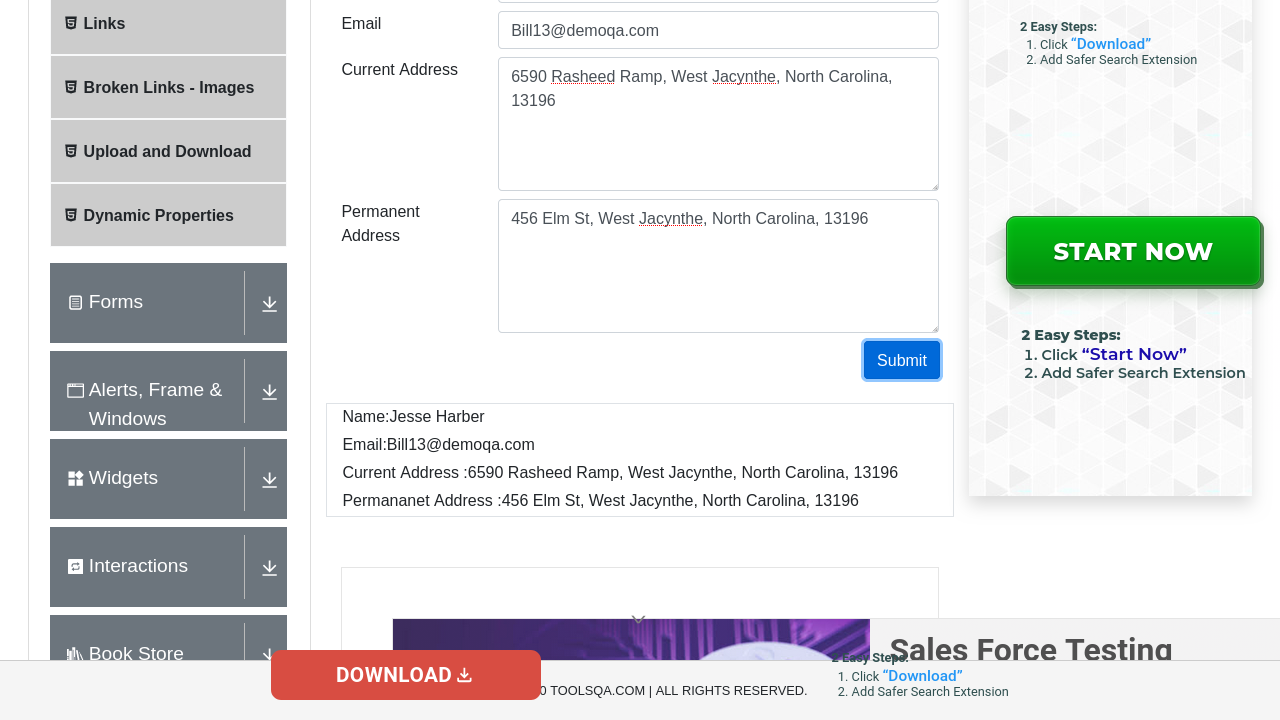 Links
Broken Links - Images
Upload and Download
Dynamic Properties
Forms
Alerts, Frame &
Windows
Widgets
Interactions
Book Store
Email
Bill13@demoqa.com
Current Address
6590 Rasheed Ramp, West Jacynthe, North Carolina,
13196
Permanent
Address
456 Elm St, West Jacynthe, North Carolina, 13196
Submit
Name:Jesse Harber
Email:Bill13@demoqa.com
Current Address :6590 Rasheed Ramp, West Jacynthe, North Carolina, 13196
Permananet Address :456 Elm St, West Jacynthe, North Carolina, 13196
2 Easy Steps:
1. Click “Download”
2. Add Safer Search Extension
START NOW
2 Easy Steps:
1. Click “Start Now”
2. Add Safer Search Extension
Sales Force Testing
DOWNLOAD
TOOLSQA.COM | ALL RIGHTS RESERVED.
2 Easy Steps:
1. Click “Download”
2. Add Safer Search Extension